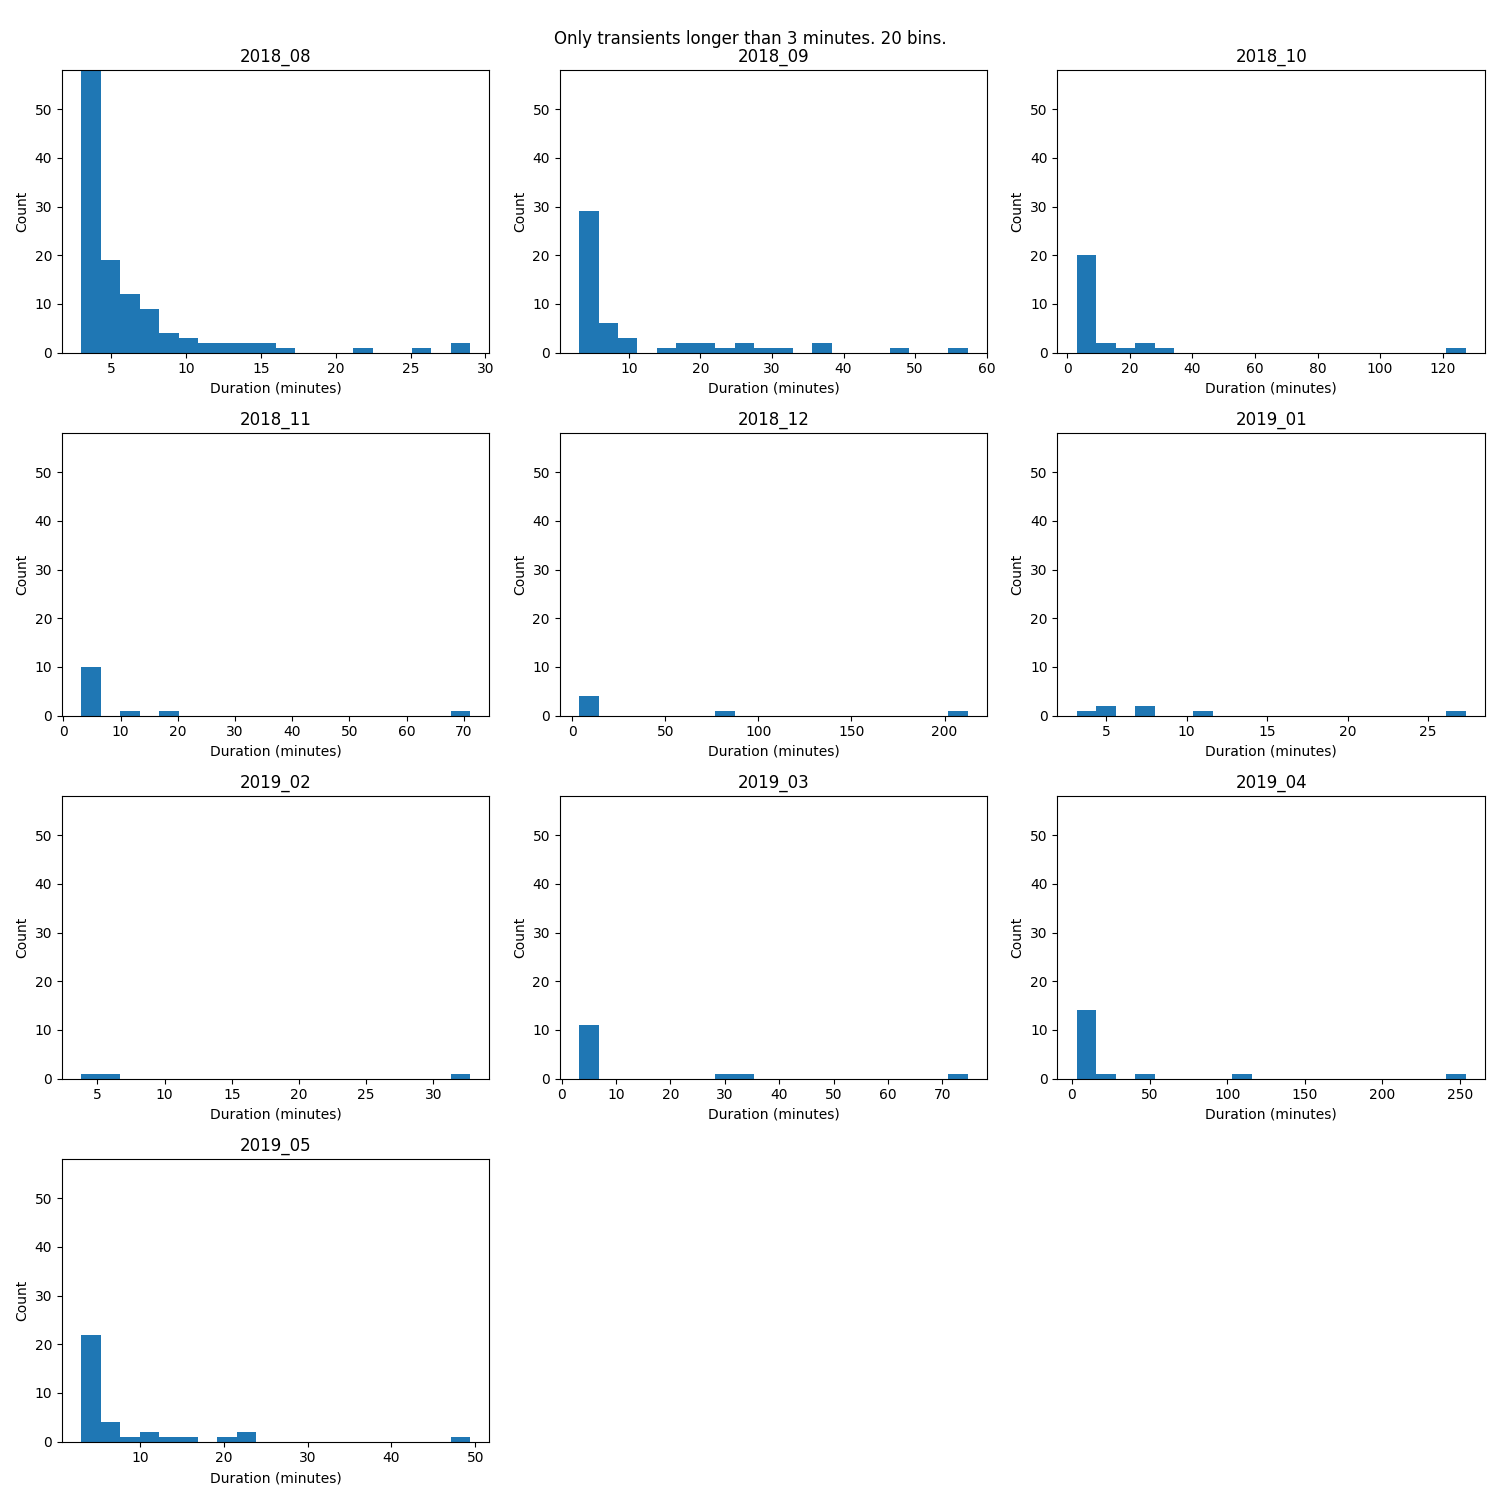 Only transients longer than 3 minutes. 20 bins.
2018_08 2018_09 2018_10
50 50 50
40 40 40
Count 30 Count 30 Count 30
20 20 20
10 10 10
0 0 0
5 10 15 20 25 30 10 20 30 40 50 60 0 20 40 60 80 100 120
Duration (minutes) Duration (minutes) Duration (minutes)
2018_11 2018_12 2019_01
50 50 50
40 40 40
Count 30 Count 30 Count 30
20 20 20
10 10 10
0 0 0
0 10 20 30 40 50 60 70 0 50 100 150 200 5 10 15 20 25
Duration (minutes) Duration (minutes) Duration (minutes)
2019_02 2019_03 2019_04
50 50 50
40 40 40
Count 30 Count 30 Count 30
20 20 20
10 10 10
0 0 0
5 10 15 20 25 30 0 10 20 30 40 50 60 70 0 50 100 150 200 250
Duration (minutes) Duration (minutes) Duration (minutes)
2019_05
50
40
Count 30
20
10
0
10 20 30 40 50
Duration (minutes)